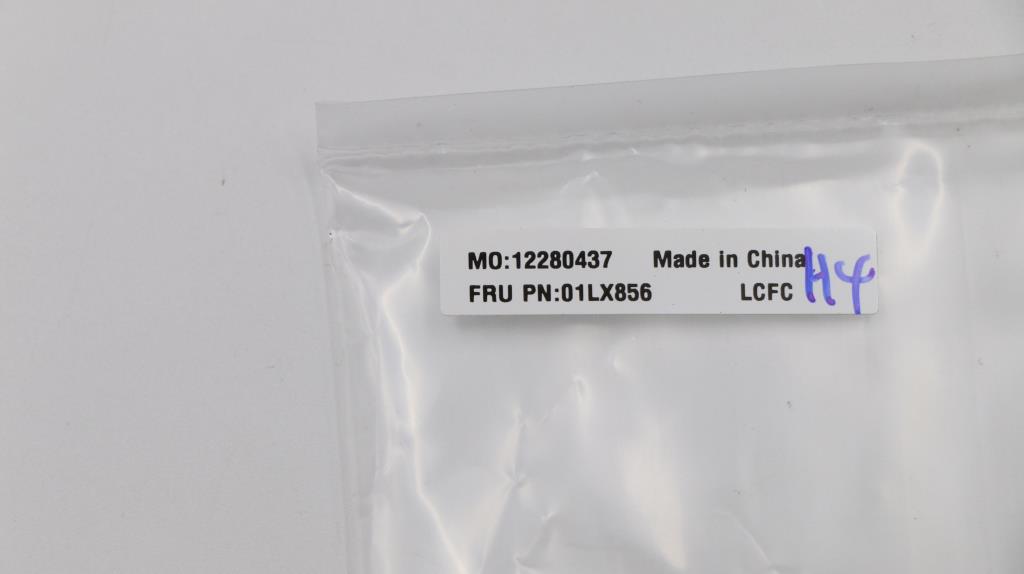 MO:12280437 Made in China
FRU PN:01LX856 LCFC
H4